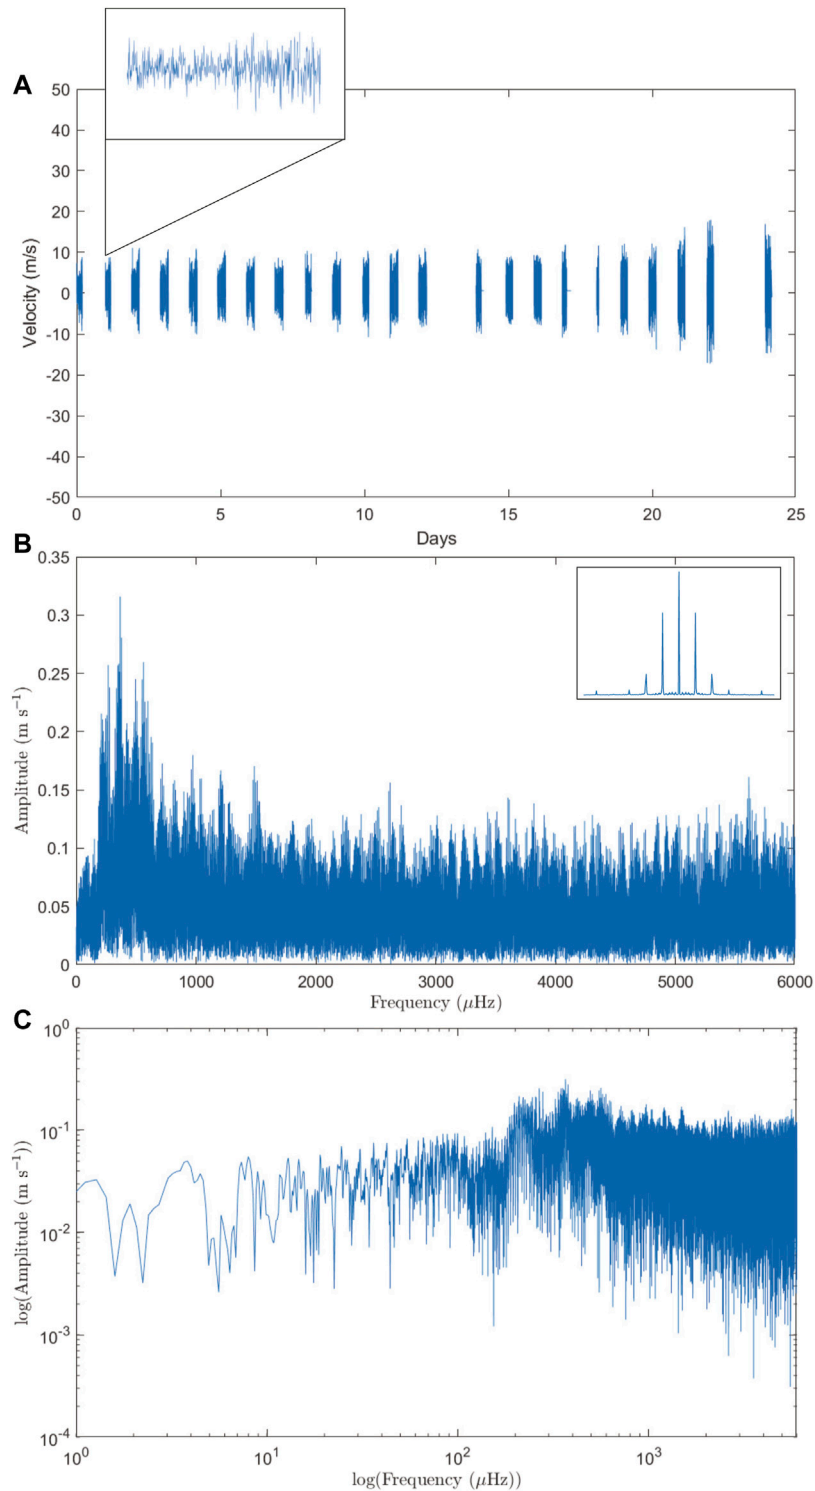 A
50
40
30
20
10
0
-10
-20
-30
-40
-50
Velocity (m/s)
0 5 10 15 20 25
Days
B
0.35
0.3
0.25
0.2
0.15
0.1
0.05
0
Amplitude (m s⁻¹)
0 1000 2000 3000 4000 5000 6000
Frequency (μHz)
C
10⁰
10⁻¹
10⁻²
10⁻³
10⁻⁴
log(Amplitude (m s⁻¹))
10⁰ 10¹ 10² 10³
log(Frequency (μHz))